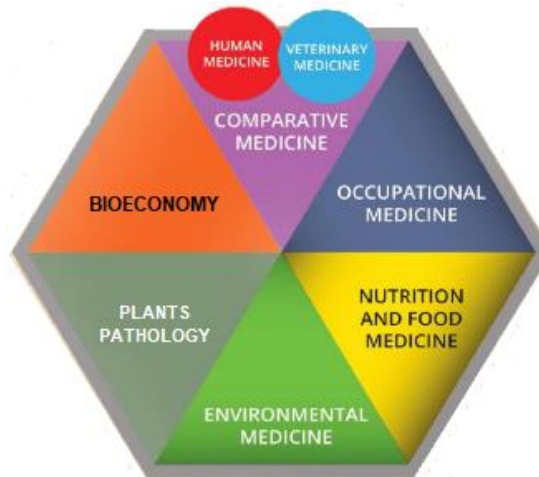 HUMAN
MEDICINE
VETERINARY
MEDICINE
COMPARATIVE
MEDICINE
BIOECONOMY
OCCUPATIONAL
MEDICINE
PLANTS
PATHOLOGY
NUTRITION
AND FOOD
MEDICINE
ENVIRONMENTAL
MEDICINE